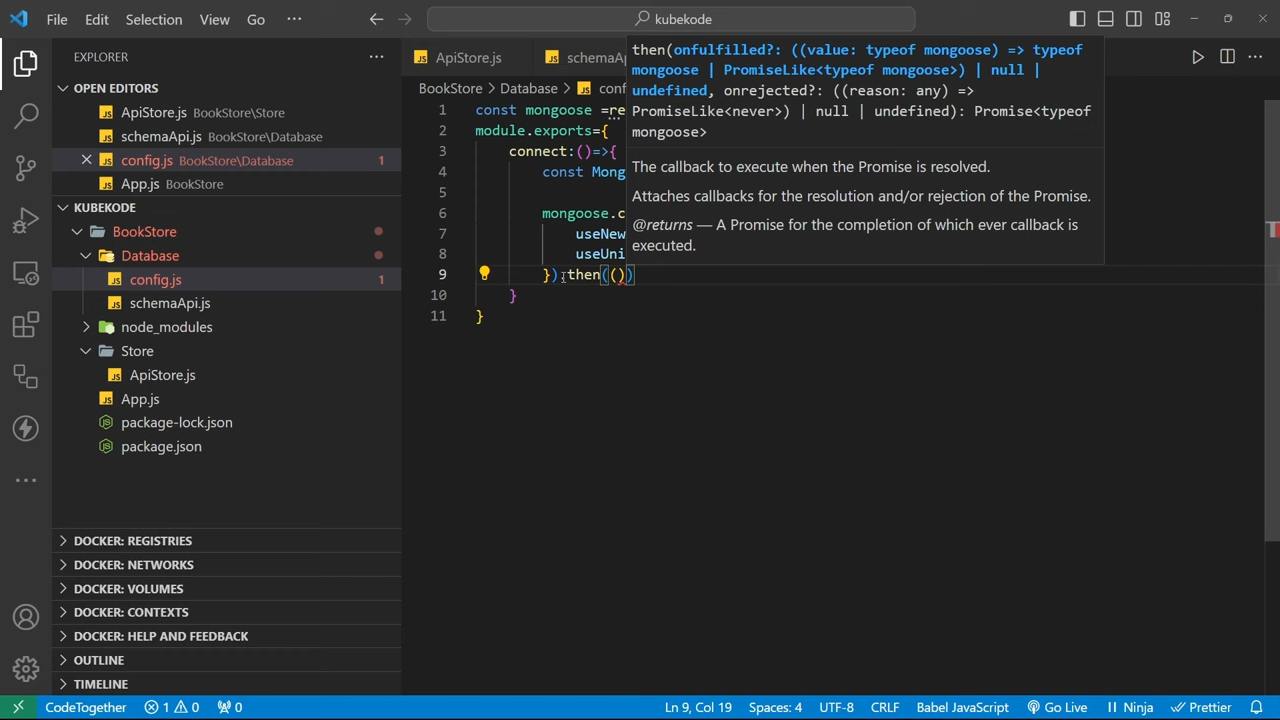 File Edit Selection View Go ··· kubekode
EXPLORER ···
OPEN EDITORS
ApiStore.js BookStore\Store
schemaApi.js BookStore\Database
config.js BookStore\Database 1
App.js BookStore
KUBEKODE
BookStore
Database
config.js 1
schemaApi.js
node_modules
Store
ApiStore.js
App.js
package-lock.json
package.json
DOCKER: REGISTRIES
DOCKER: NETWORKS
DOCKER: VOLUMES
DOCKER: CONTEXTS
DOCKER: HELP AND FEEDBACK
OUTLINE
TIMELINE
ApiStore.js schemaAp
BookStore > Database > conf
1 const mongoose =re
2 module.exports={
3 connect:()=>{
4 const Mong
5
6 mongoose.c
7 useNew
8 useUni
9 }).then(())
10 }
11 }
then(onfulfilled?: ((value: typeof mongoose) => typeof
mongoose | PromiseLike<typeof mongoose>) | null |
undefined, onrejected?: ((reason: any) =>
PromiseLike<never>) | null | undefined): Promise<typeof
mongoose>
The callback to execute when the Promise is resolved.
Attaches callbacks for the resolution and/or rejection of the Promise.
@returns — A Promise for the completion of which ever callback is
executed.
CodeTogether 1 0 0 Ln 9, Col 19 Spaces: 4 UTF-8 CRLF Babel JavaScript Go Live Ninja Prettier